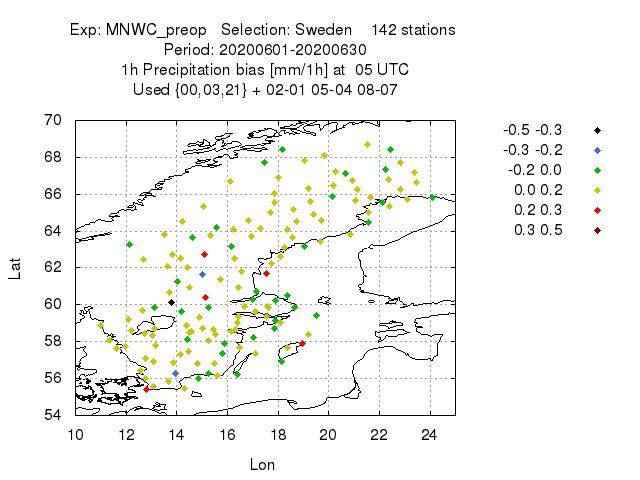 Exp: MNWC_preop   Selection: Sweden    142 stations
Period: 20200601-20200630
1h Precipitation bias [mm/1h] at  05 UTC
Used {00,03,21} + 02-01 05-04 08-07
-0.5 -0.3
-0.3 -0.2
-0.2 0.0
0.0 0.2
0.2 0.3
0.3 0.5
Lat
70
68
66
64
62
60
58
56
54
10 12 14 16 18 20 22 24
Lon